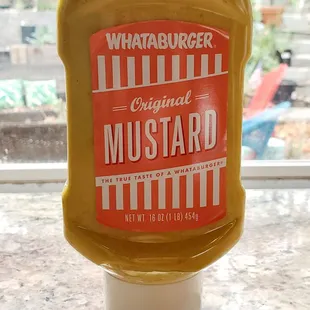 WHATABURGER
Original
MUSTARD
THE TRUE TASTE OF A WHATABURGER®
NET WT 16 OZ (1 LB) 454g